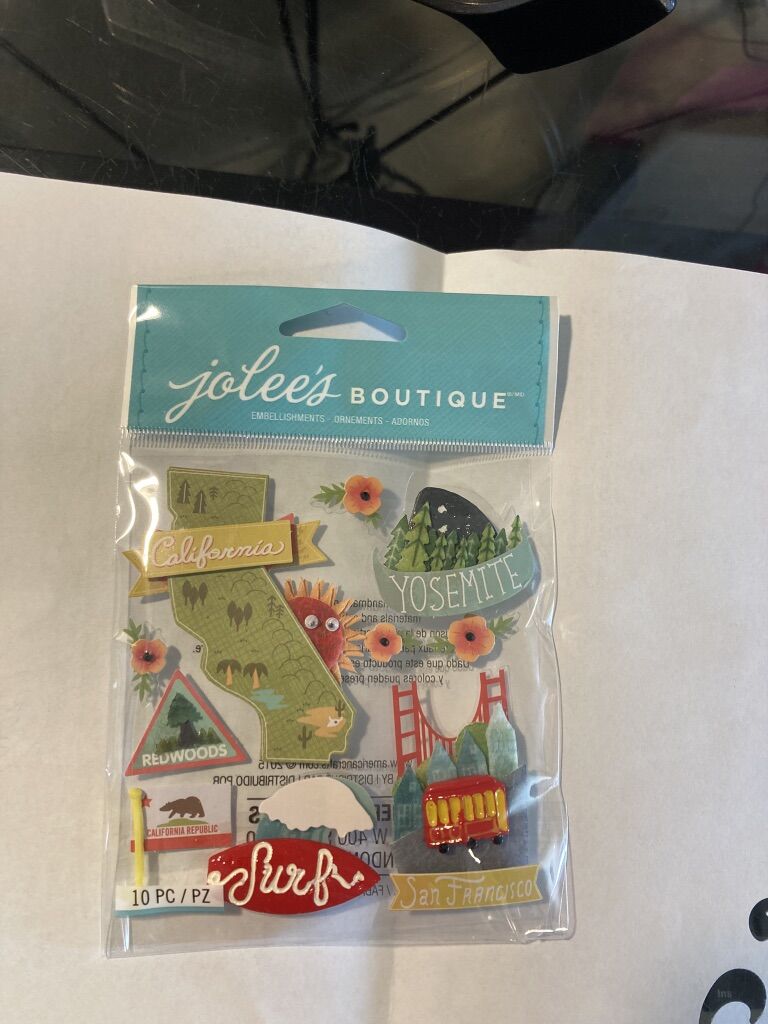 jolee's BOUTIQUE
EMBELLISHMENTS - ORNEMENTS - ADORNOS
California
YOSEMITE
REDWOODS
CALIFORNIA REPUBLIC
Surf
San Francisco
10 PC / PZ